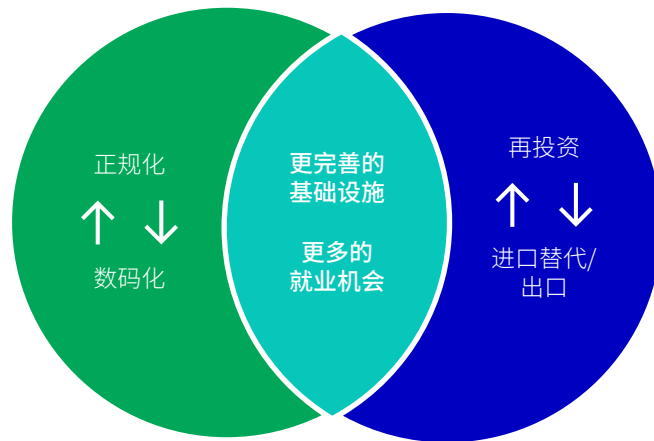 正规化
数码化
更完善的
基础设施
更多的
就业机会
再投资
进口替代/
出口